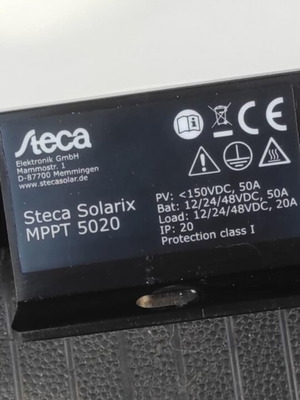 Steca
Elektronik GmbH
Mammostr. 1
D-87700 Memmingen
www.stecasolar.de
CE
Steca Solarix
MPPT 5020
PV: <150VDC, 50A
Bat: 12/24/48VDC, 50A
Load: 12/24/48VDC, 20A
IP: 20
Protection class I